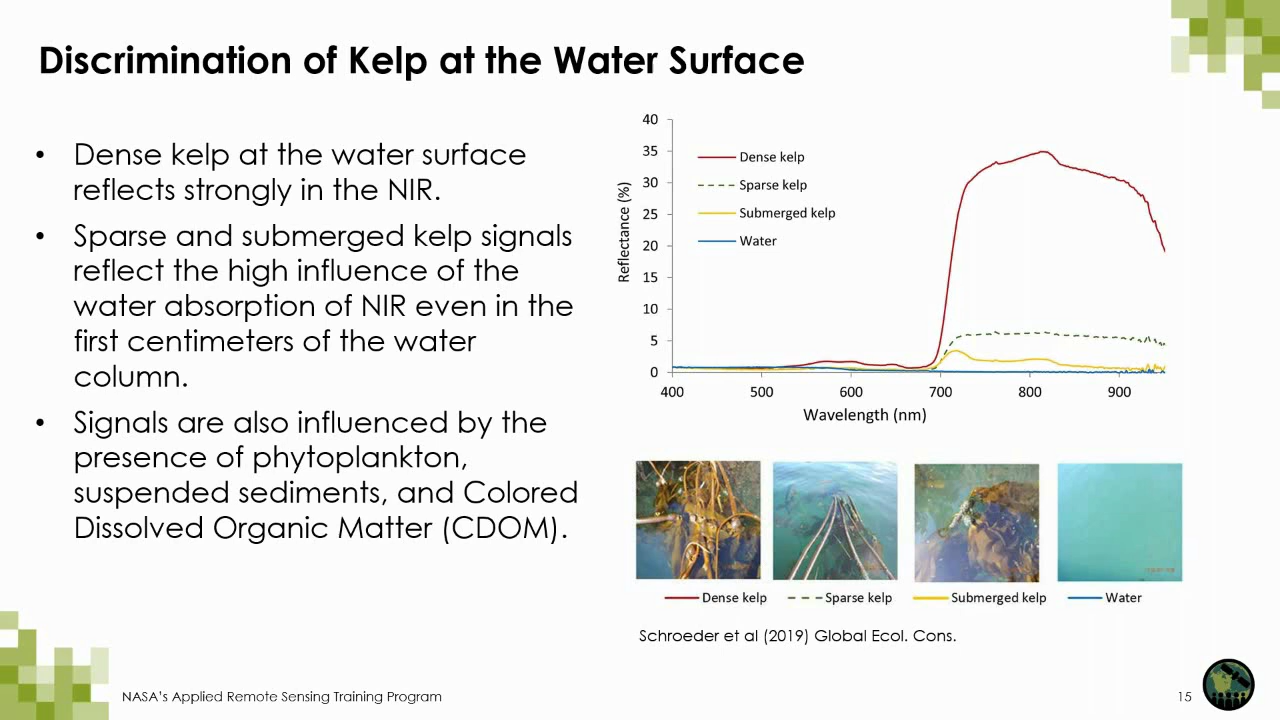 Discrimination of Kelp at the Water Surface
• Dense kelp at the water surface
reflects strongly in the NIR.
• Sparse and submerged kelp signals
reflect the high influence of the
water absorption of NIR even in the
first centimeters of the water
column.
• Signals are also influenced by the
presence of phytoplankton,
suspended sediments, and Colored
Dissolved Organic Matter (CDOM).
Reflectance (%)
40
35
30
25
20
15
10
5
0
Dense kelp
Sparse kelp
Submerged kelp
Water
400 500 600 700 800 900
Wavelength (nm)
Dense kelp Sparse kelp Submerged kelp Water
Schroeder et al (2019) Global Ecol. Cons.
NASA's Applied Remote Sensing Training Program
15